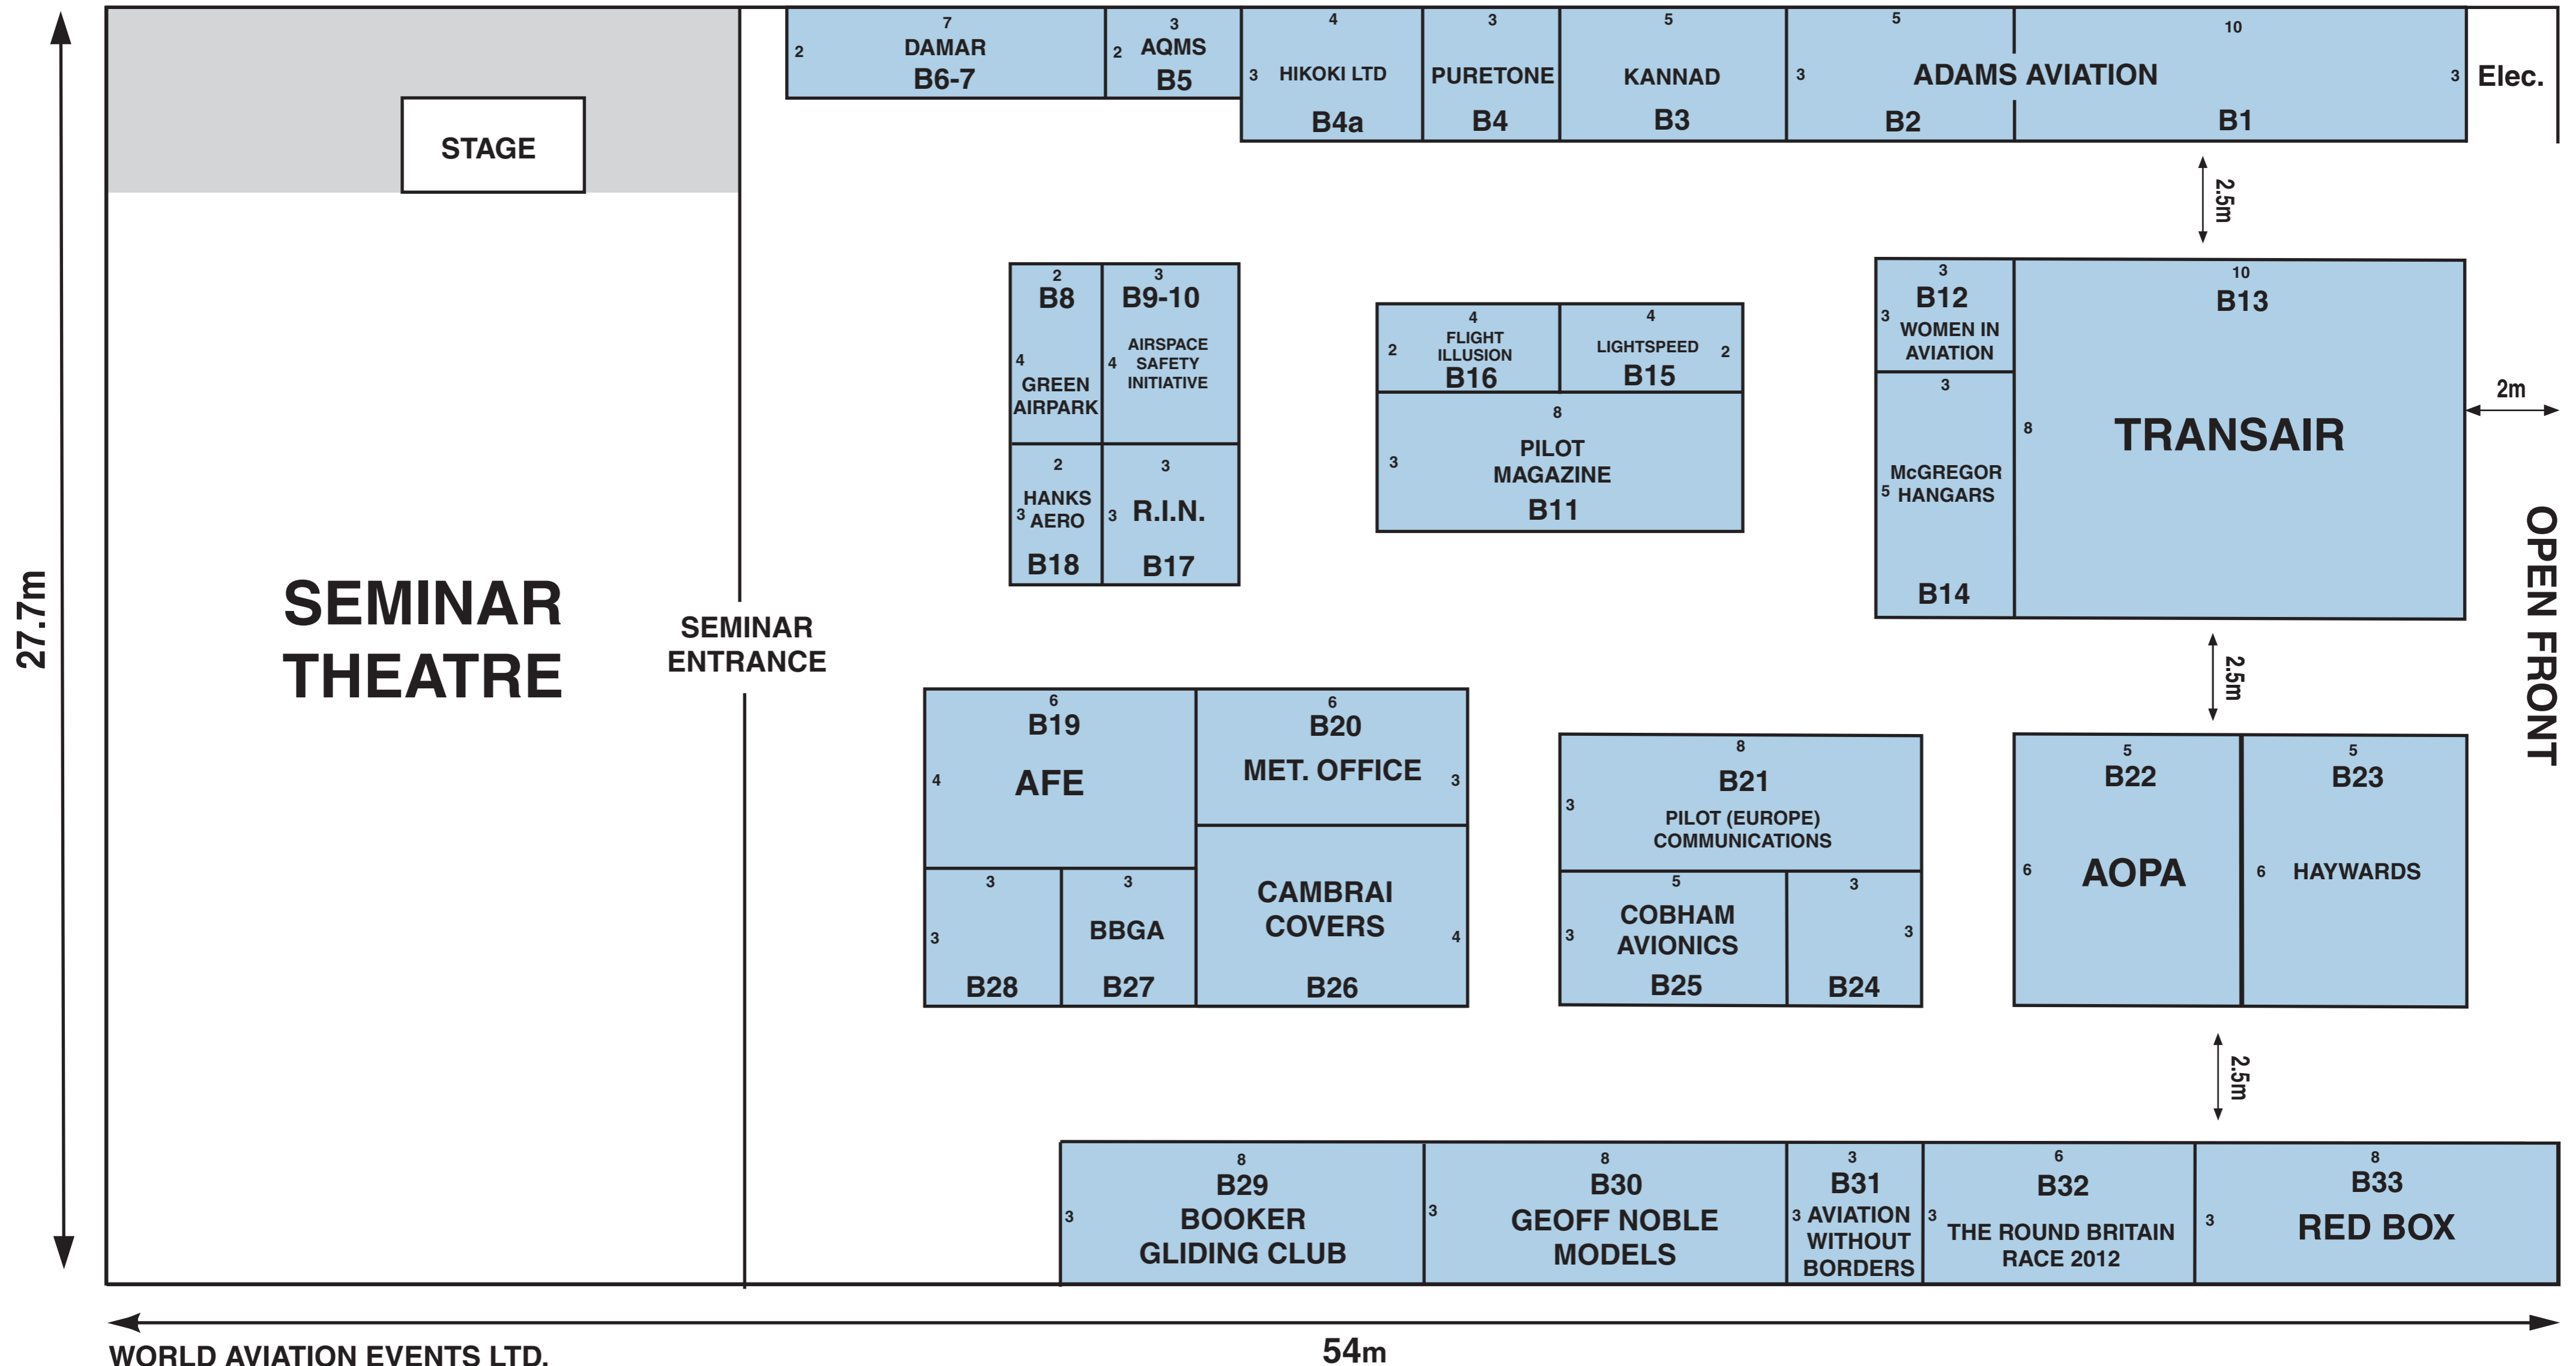 7
2
DAMAR
B6-7
3
2
AQMS
B5
4
3
HIKOKI LTD
B4a
3
PURETONE
B4
5
KANNAD
B3
5
10
3
ADAMS AVIATION
3
B2
B1
Elec.
STAGE
2.5m
2
B8
4
GREEN
AIRPARK
3
B9-10
4
AIRSPACE
SAFETY
INITIATIVE
2
HANKS
3
AERO
B18
3
3
R.I.N.
B17
4
2
FLIGHT
ILLUSION
B16
4
LIGHTSPEED
2
B15
8
3
PILOT
MAGAZINE
B11
3
B12
3
WOMEN IN
AVIATION
3
McGREGOR
5
HANGARS
B14
10
B13
8
TRANSAIR
2m
OPEN FRONT
27.7m
SEMINAR
THEATRE
SEMINAR
ENTRANCE
2.5m
6
B19
4
AFE
6
B20
MET. OFFICE
3
3
3
B28
3
BBGA
B27
CAMBRAI
COVERS
4
B26
8
B21
3
PILOT (EUROPE)
COMMUNICATIONS
5
3
COBHAM
AVIONICS
B25
3
3
B24
5
B22
6
AOPA
5
B23
6
HAYWARDS
2.5m
8
B29
3
BOOKER
GLIDING CLUB
8
B30
3
GEOFF NOBLE
MODELS
3
B31
3
AVIATION
WITHOUT
BORDERS
6
B32
3
THE ROUND BRITAIN
RACE 2012
8
B33
3
RED BOX
54m
WORLD AVIATION EVENTS LTD.